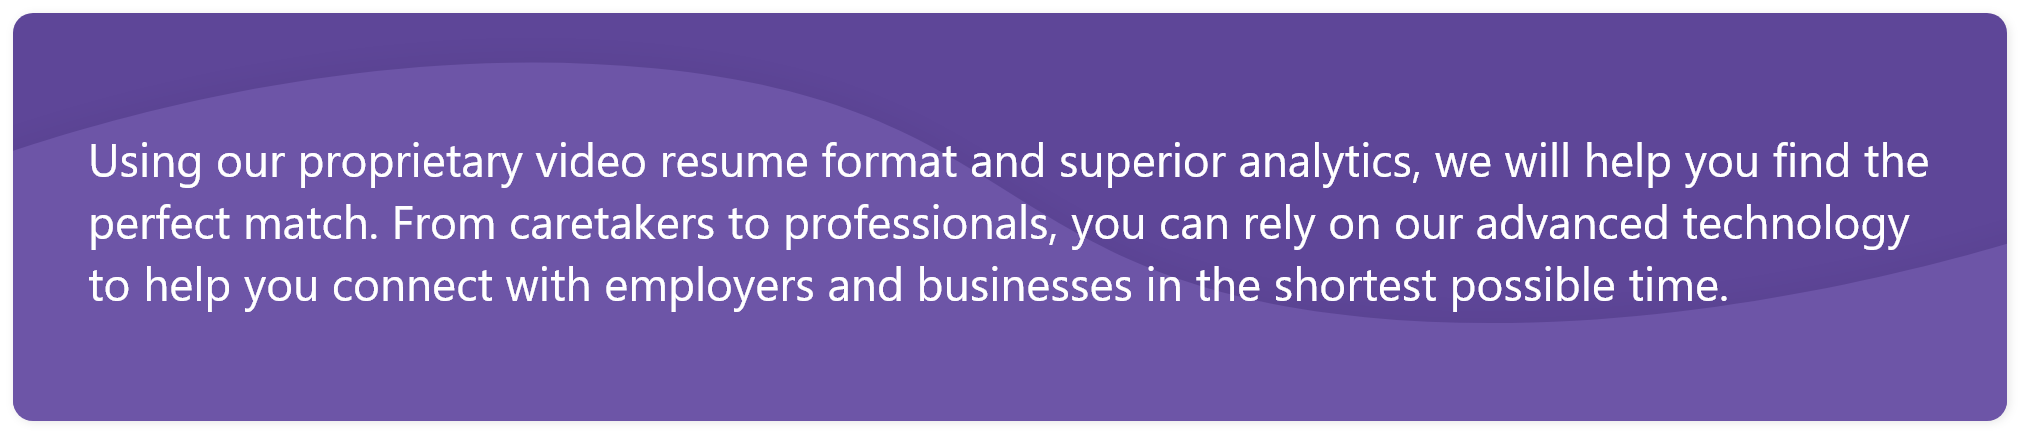 Using our proprietary video resume format and superior analytics, we will help you find the
perfect match. From caretakers to professionals, you can rely on our advanced technology
to help you connect with employers and businesses in the shortest possible time.